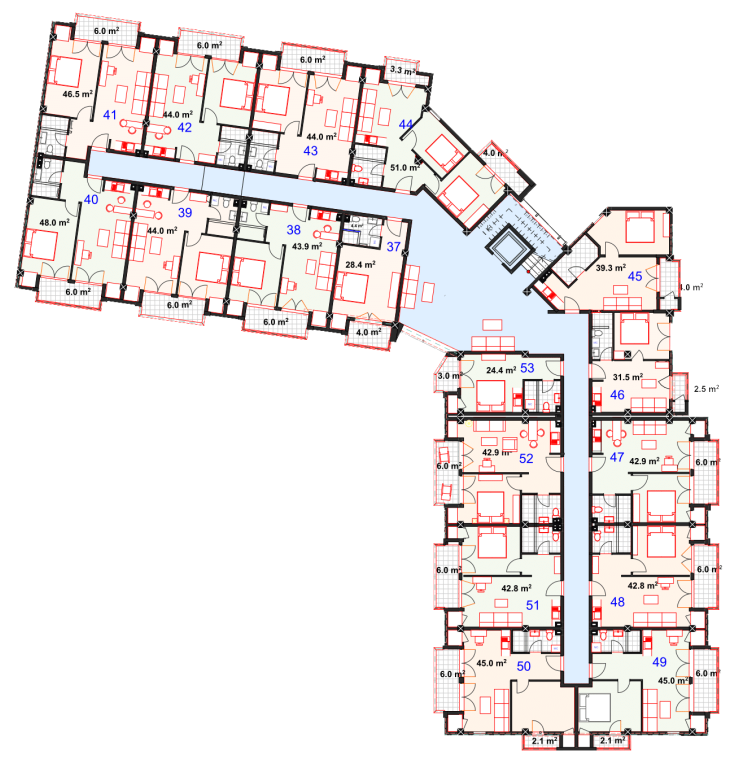 6.0 m²
6.0 m²
6.0 m²
3.3 m²
46.5 m²
41
44.0 m²
42
44.0 m²
43
44
51.0
4.0 m²
40
39
38
37
48.0 m²
44.0 m²
43.9 m²
28.4 m²
6.0 m²
6.0 m²
6.0 m²
4.0 m²
39.3 m²
45
4.0 m²
3.0 m²
24.4 m²
53
31.5 m²
46
2.5 m²
42.9 m²
52
6.0 m²
47
42.9 m²
6.0 m²
6.0 m²
42.8 m²
51
42.8 m²
48
6.0 m²
45.0 m²
50
6.0 m²
49
45.0 m²
6.0 m²
2.1 m²
2.1 m²